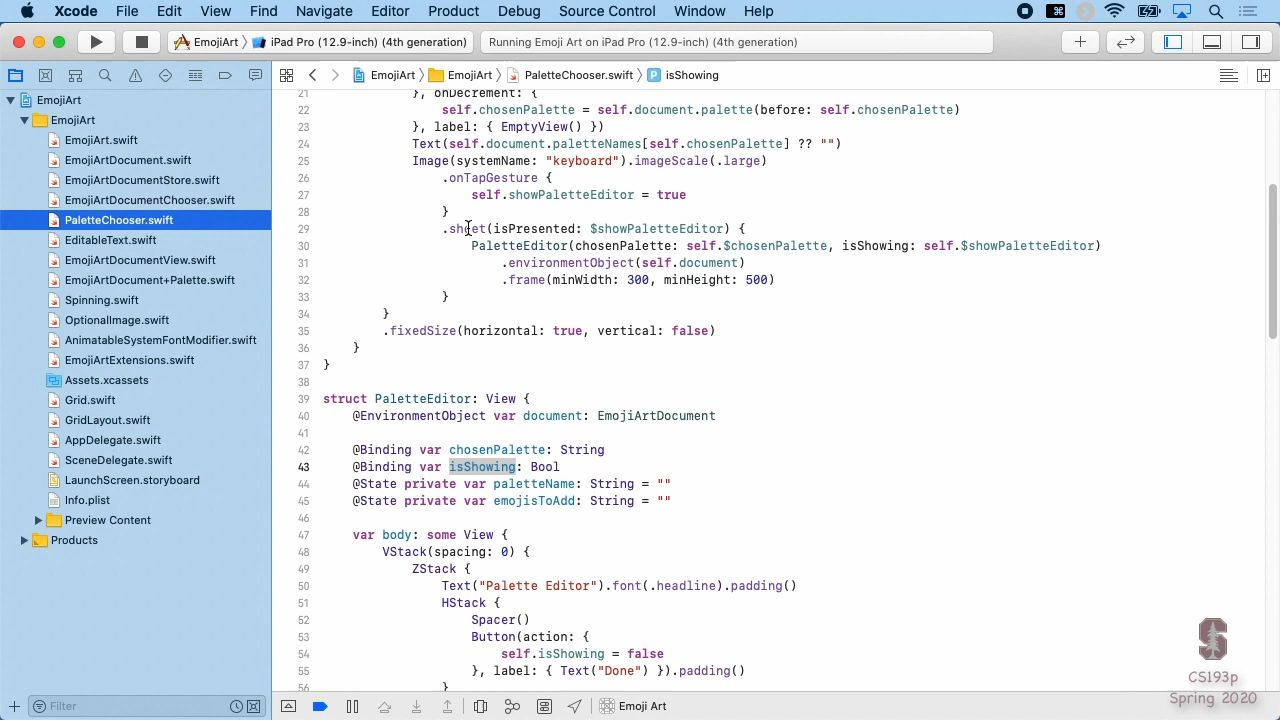 Xcode File Edit View Find Navigate Editor Product Debug Source Control Window Help
EmojiArt iPad Pro (12.9-inch) (4th generation) Running Emoji Art on iPad Pro (12.9-inch) (4th generation)
EmojiArt EmojiArt PaletteChooser.swift P isShowing
EmojiArt
EmojiArt
EmojiArt.swift
EmojiArtDocument.swift
EmojiArtDocumentStore.swift
EmojiArtDocumentChooser.swift
PaletteChooser.swift
EditableText.swift
EmojiArtDocumentView.swift
EmojiArtDocument+Palette.swift
Spinning.swift
OptionalImage.swift
AnimatableSystemFontModifier.swift
EmojiArtExtensions.swift
Assets.xcassets
Grid.swift
GridLayout.swift
AppDelegate.swift
SceneDelegate.swift
LaunchScreen.storyboard
Info.plist
Preview Content
Products
Filter
21 }, onDecrement: {
22 self.chosenPalette = self.document.palette(before: self.chosenPalette)
23 }, label: { EmptyView() })
24 Text(self.document.paletteNames[self.chosenPalette] ?? "")
25 Image(systemName: "keyboard").imageScale(.large)
26 .onTapGesture {
27 self.showPaletteEditor = true
28 }
29 .sheet(isPresented: $showPaletteEditor) {
30 PaletteEditor(chosenPalette: self.$chosenPalette, isShowing: self.$showPaletteEditor)
31 .environmentObject(self.document)
32 .frame(minWidth: 300, minHeight: 500)
33 }
34 }
35 .fixedSize(horizontal: true, vertical: false)
36 }
37 }
38
39 struct PaletteEditor: View {
40 @EnvironmentObject var document: EmojiArtDocument
41
42 @Binding var chosenPalette: String
43 @Binding var isShowing: Bool
44 @State private var paletteName: String = ""
45 @State private var emojisToAdd: String = ""
46
47 var body: some View {
48 VStack(spacing: 0) {
49 ZStack {
50 Text("Palette Editor").font(.headline).padding()
51 HStack {
52 Spacer()
53 Button(action: {
54 self.isShowing = false
55 }, label: { Text("Done") }).padding()
56 }
Emoji Art
CS193p
Spring 2020